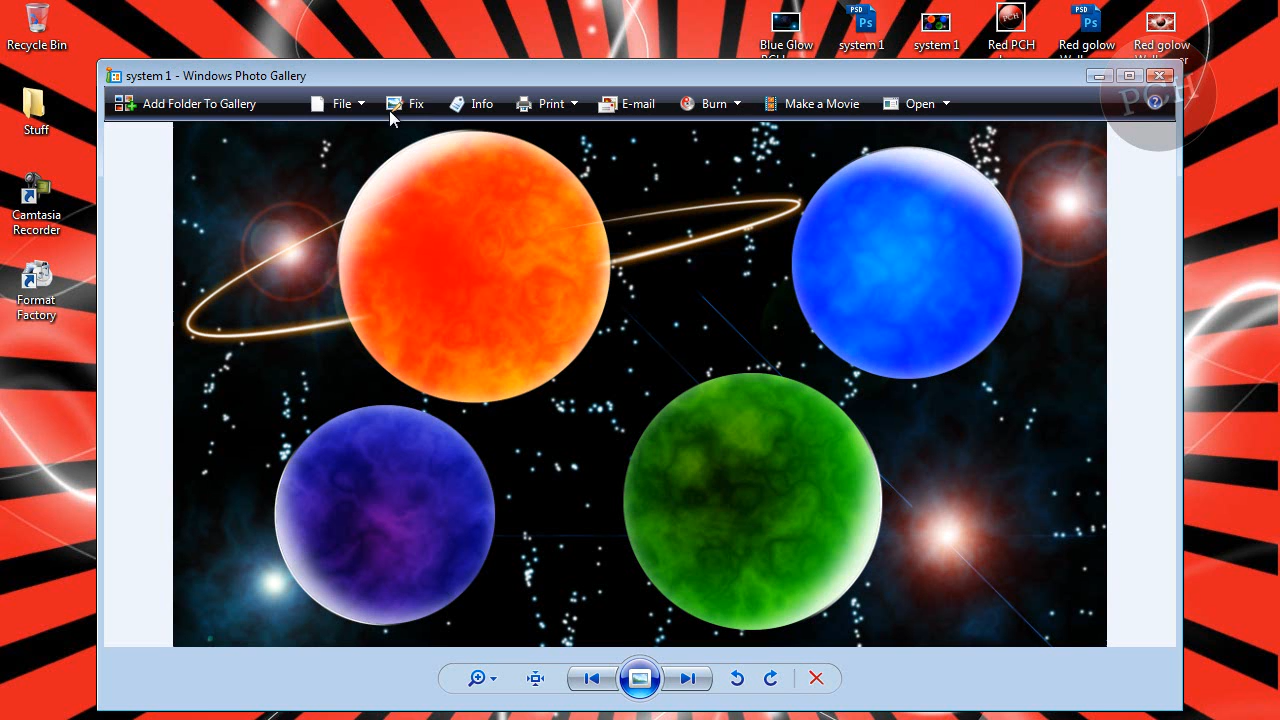 Recycle Bin
Stuff
Camtasia
Recorder
Format
Factory
PSD
Ps
PCH
PSD
Ps
Blue Glow
system 1
system 1
Red PCH
Red golow
Red golow
system 1 - Windows Photo Gallery
Add Folder To Gallery
File
Fix
Info
Print
E-mail
Burn
Make a Movie
Open
PCH